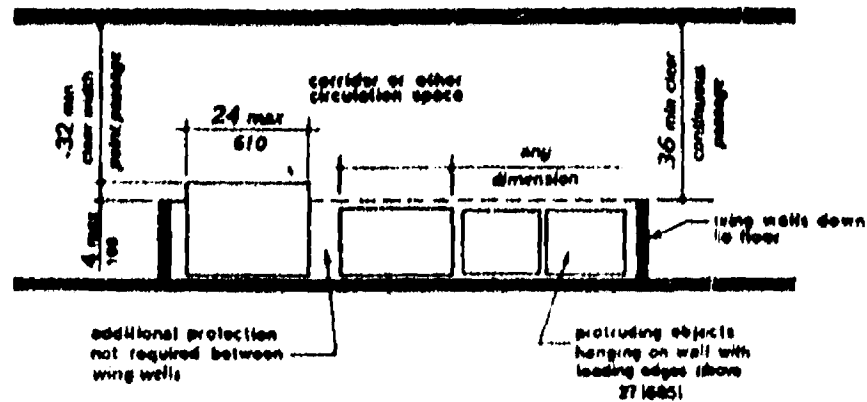 corridor or other
circulation space
24 max
610
any
dimension
32 min
clear width
point passage
4 max
100
36 min clear
continuous
passage
wing walls down
to floor
additional protection
not required between
wing walls
protruding objects
hanging on wall with
leading edges above
27 (685)